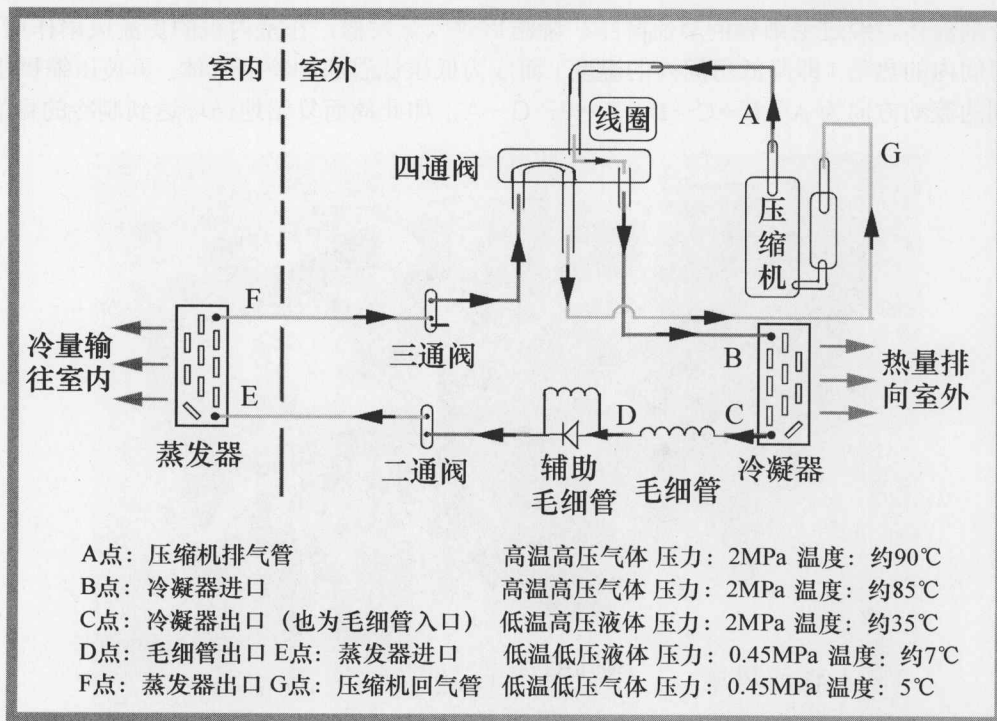 室内 室外
线圈
A
G
四通阀
压缩机
F
三通阀
B
冷量输
往室内
热量排
向室外
E
D
C
蒸发器
二通阀
辅助
毛细管
毛细管
冷凝器
A点：压缩机排气管 高温高压气体 压力：2MPa 温度：约90℃
B点：冷凝器进口 高温高压气体 压力：2MPa 温度：约85℃
C点：冷凝器出口（也为毛细管入口） 低温高压液体 压力：2MPa 温度：约35℃
D点：毛细管出口 E点：蒸发器进口 低温低压液体 压力：0.45MPa 温度：约7℃
F点：蒸发器出口 G点：压缩机回气管 低温低压气体 压力：0.45MPa 温度：5℃